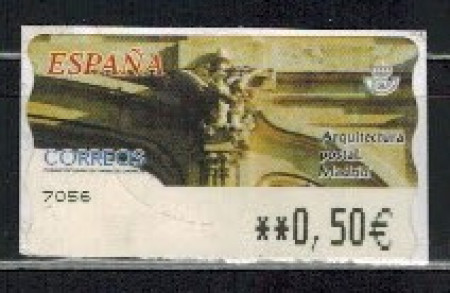 ESPAÑA
Arquitectura
postal.
Madrid
CORREOS
7056
**0,50€